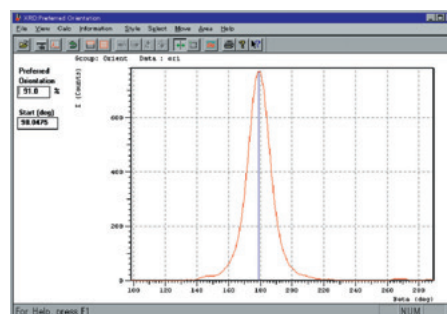 XRD Preferred Orientation
File View Calc Information Style Select Move Area Help
Group: Orient Data : ori
Preferred
Orientation
91.0 %
Start (deg)
90.0475
I (Counts)
600
400
200
0
100 120 140 160 180 200 220 240 260 280
Beta (deg)
For Help, press F1 NUM